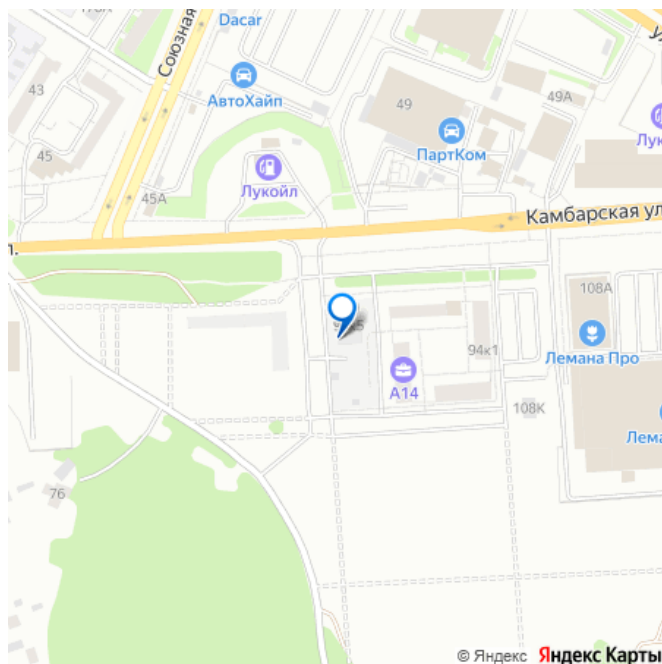 Dacar
Союзная
43
АвтоХайп
49
49А
ПартКом
45
45А
Лукойл
Камбарская ул
108А
94к1
Лемана Про
А14
108К
76
© Яндекс Яндекс Карты